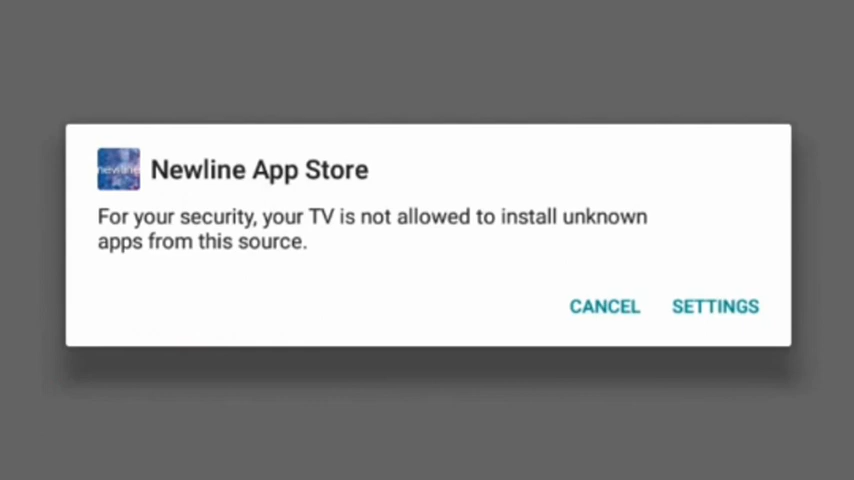 newline
Newline App Store
For your security, your TV is not allowed to install unknown
apps from this source.
CANCEL
SETTINGS